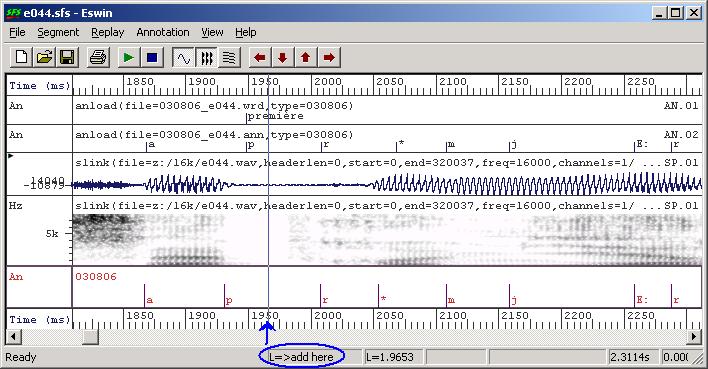 e044.sfs - Eswin
File Segment Replay Annotation View Help
Time (ms) 1850 1900 1950 2000 2050 2100 2150 2200 2250
An anload(file=030806_e044.wrd,type=030806) AN.01
première
An anload(file=030806_e044.ann,type=030806) AN.02
a p r * m j E: r
slink(file=z:/16k/e044.wav,headerlen=0,start=0,end=320037,freq=16000,channels=1/ ...SP.01
14040
-10879
Hz slink(file=z:/16k/e044.wav,headerlen=0,start=0,end=320037,freq=16000,channels=1/ ...SP.01
5k
An 030806
a p r * m j E: r
Time (ms) 1850 1900 1950 2000 2050 2100 2150 2200 2250
Ready L=>add here L=1.9653 2.3114s